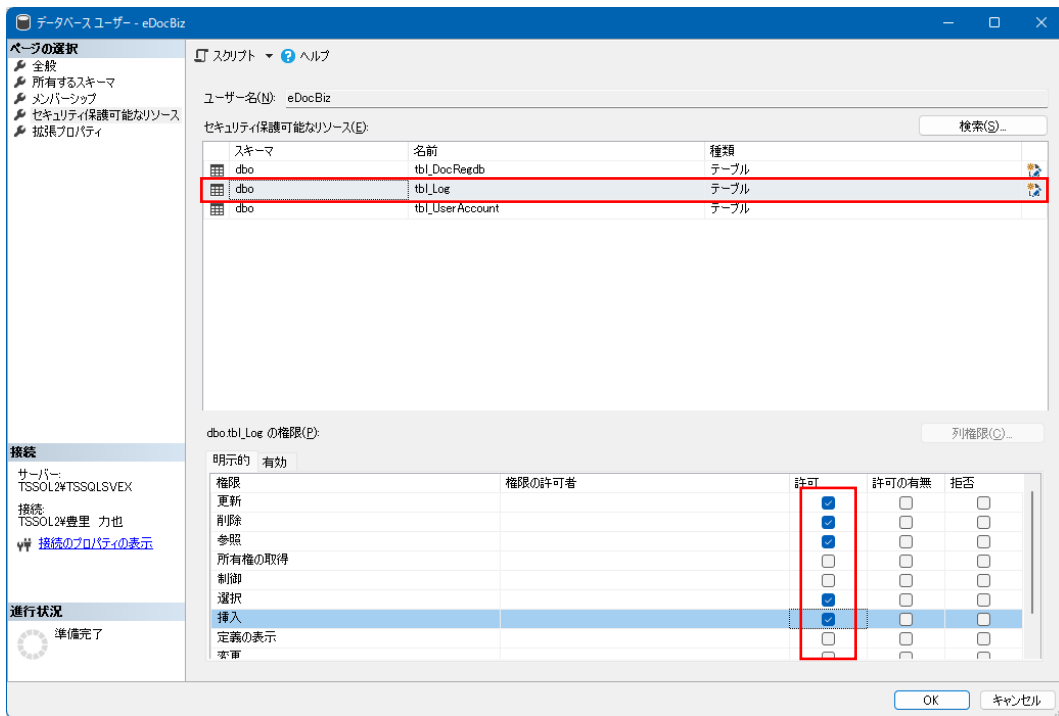 データベース ユーザー - eDocBiz
ページの選択
全般
所有するスキーマ
メンバーシップ
セキュリティ保護可能なリソース
拡張プロパティ
スクリプト ヘルプ
ユーザー名(N): eDocBiz
セキュリティ保護可能なリソース(E):
検索(S)...
スキーマ 名前 種類
dbo tbl_DocRegdb テーブル
dbo tbl_Log テーブル
dbo tbl_UserAccount テーブル
dbo.tbl_Log の権限(P):
列権限(C)...
明示的 有効
権限 権限の許可者 許可 許可の有無 拒否
更新
削除
参照
所有権の取得
制御
選択
挿入
定義の表示
変更
接続
サーバー:
TSSOL2¥TSSQLSVEX
接続:
TSSOL2¥豊里 力也
接続のプロパティの表示
進行状況
準備完了
OK キャンセル